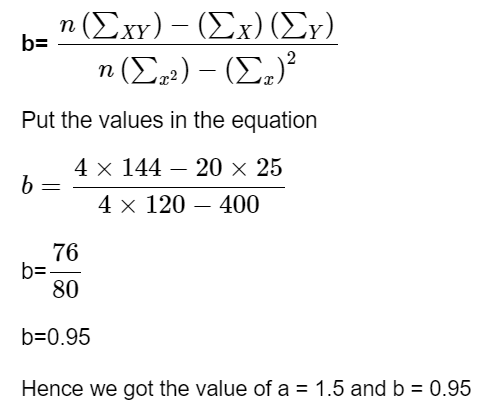 b= \frac{n\left(\sum_{XY}\right)-\left(\sum_{X}\right)\left(\sum_{Y}\right)}{n\left(\sum_{x^2}\right)-\left(\sum_{x}\right)^2}
Put the values in the equation
b = \frac{4 \times 144 - 20 \times 25}{4 \times 120 - 400}
b=\frac{76}{80}
b=0.95
Hence we got the value of a = 1.5 and b = 0.95